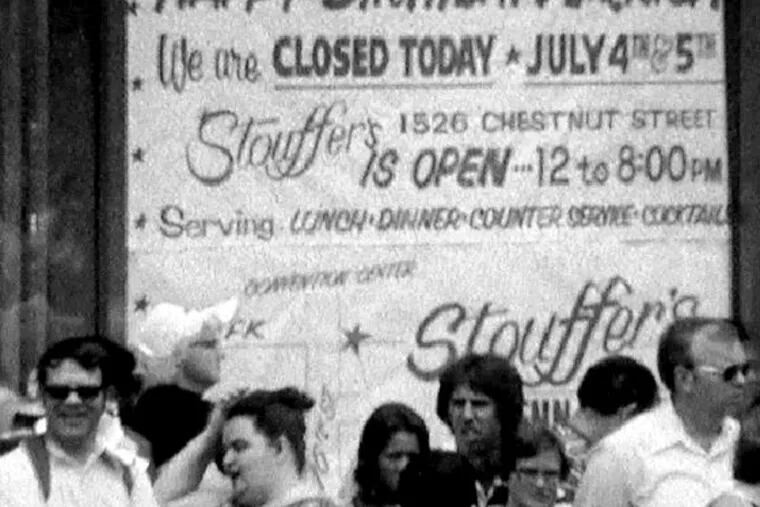 We are CLOSED TODAY ★ JULY 4TH & 5TH
Stouffer's 1526 CHESTNUT STREET
IS OPEN... 12 to 8:00 PM
★ Serving LUNCH · DINNER · COUNTER SERVICE · COCKTAIL
CONVENTION CENTER
Stouffer's